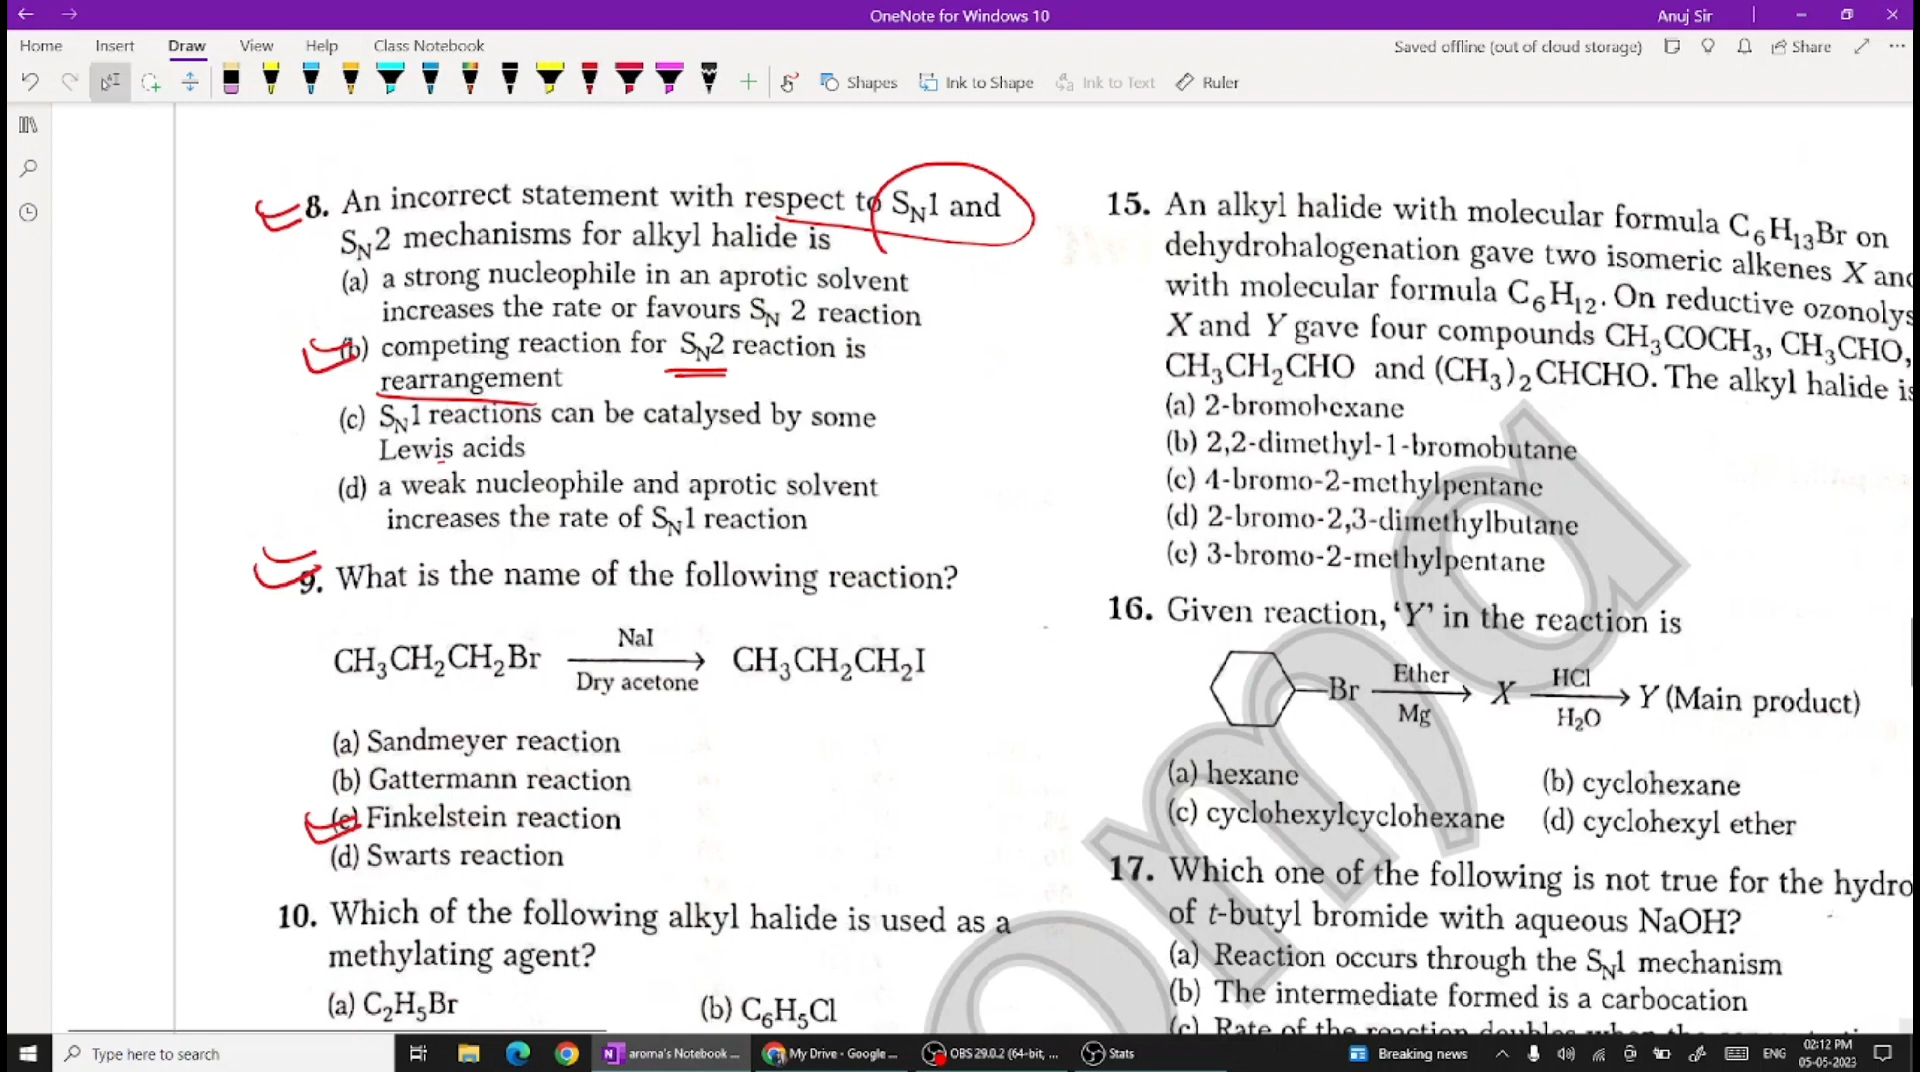 OneNote for Windows 10
Anuj Sir
Home Insert Draw View Help Class Notebook
Saved offline (out of cloud storage)
Share
Shapes
Ink to Shape
Ink to Text
Ruler
8. An incorrect statement with respect to SN1 and
SN2 mechanisms for alkyl halide is
(a) a strong nucleophile in an aprotic solvent
increases the rate or favours SN 2 reaction
(b) competing reaction for SN2 reaction is
rearrangement
(c) SN1 reactions can be catalysed by some
Lewis acids
(d) a weak nucleophile and aprotic solvent
increases the rate of SN1 reaction
9. What is the name of the following reaction?
NaI
CH3CH2CH2Br → CH3CH2CH2I
Dry acetone
(a) Sandmeyer reaction
(b) Gattermann reaction
(c) Finkelstein reaction
(d) Swarts reaction
10. Which of the following alkyl halide is used as a
methylating agent?
(a) C2H5Br (b) C6H5Cl
15. An alkyl halide with molecular formula C6H13Br on
dehydrohalogenation gave two isomeric alkenes X and
with molecular formula C6H12. On reductive ozonolys
X and Y gave four compounds CH3COCH3, CH3CHO,
CH3CH2CHO and (CH3)2CHCHO. The alkyl halide is
(a) 2-bromohexane
(b) 2,2-dimethyl-1-bromobutane
(c) 4-bromo-2-methylpentane
(d) 2-bromo-2,3-dimethylbutane
(e) 3-bromo-2-methylpentane
16. Given reaction, ‘Y’ in the reaction is
Ether HCl
Br → X → Y (Main product)
Mg H2O
(a) hexane (b) cyclohexane
(c) cyclohexylcyclohexane (d) cyclohexyl ether
17. Which one of the following is not true for the hydro
of t-butyl bromide with aqueous NaOH?
(a) Reaction occurs through the SN1 mechanism
(b) The intermediate formed is a carbocation
(c) Rate of the reaction doubles when the
oma
Type here to search
aroma's Notebook ...
My Drive - Google ...
OBS 29.0.2 (64-bit, ...
Stats
Breaking news
ENG
02:12 PM
05-05-2023